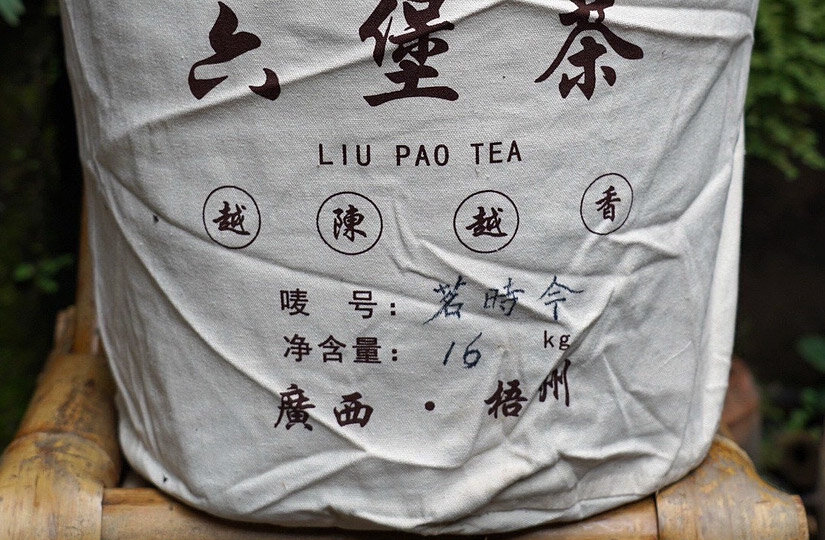 六堡茶
LIU PAO TEA
越陳越香
唛 号：茗時今
净含量：16 kg
廣西·梧州